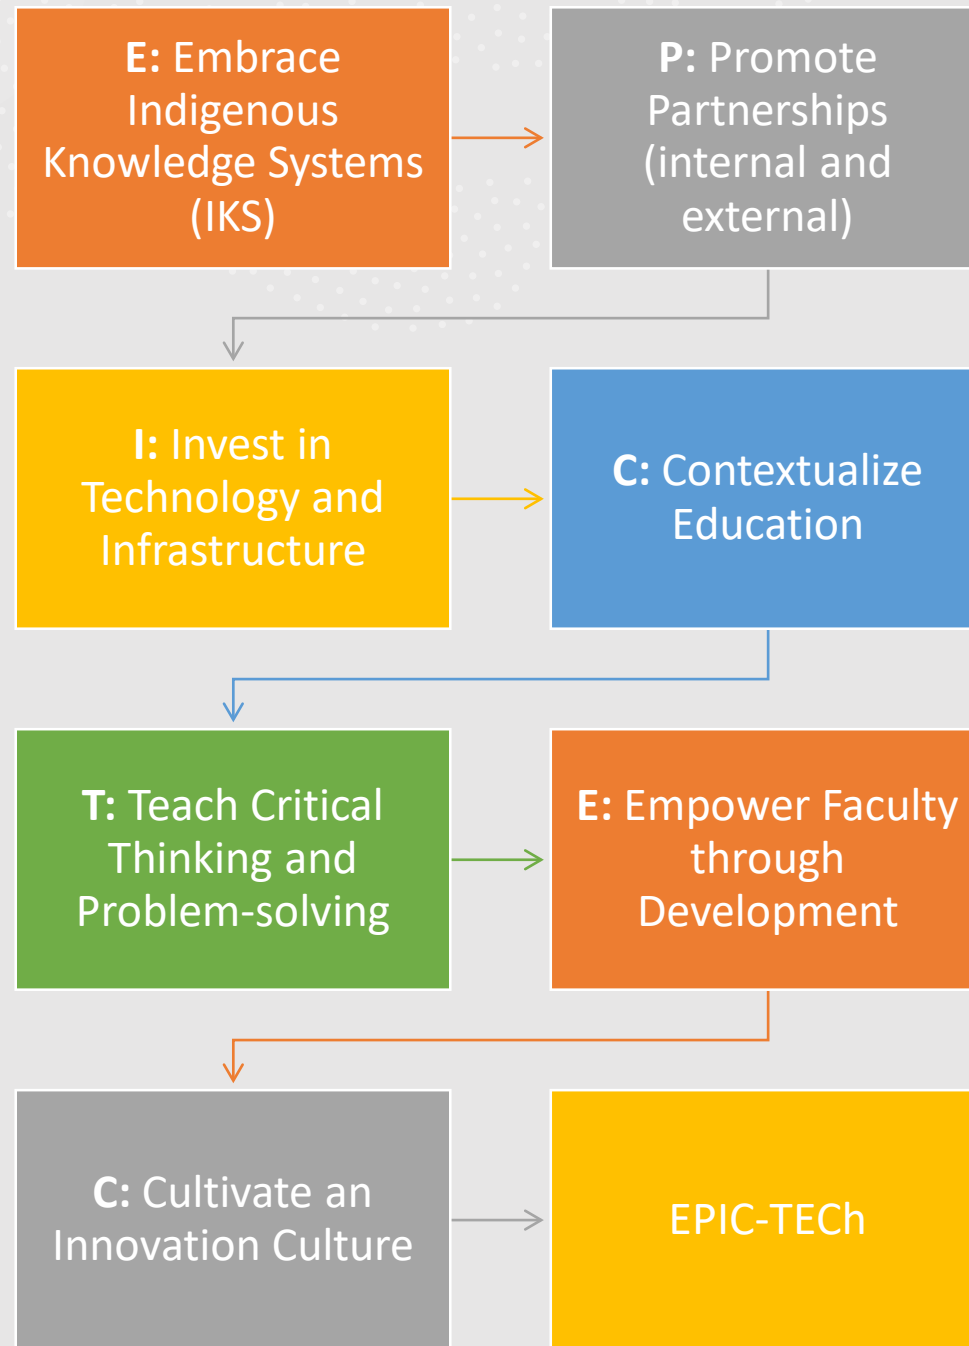 E: Embrace
Indigenous
Knowledge Systems
(IKS)
P: Promote
Partnerships
(internal and
external)
I: Invest in
Technology and
Infrastructure
C: Contextualize
Education
T: Teach Critical
Thinking and
Problem-solving
E: Empower Faculty
through
Development
C: Cultivate an
Innovation Culture
EPIC-TECh